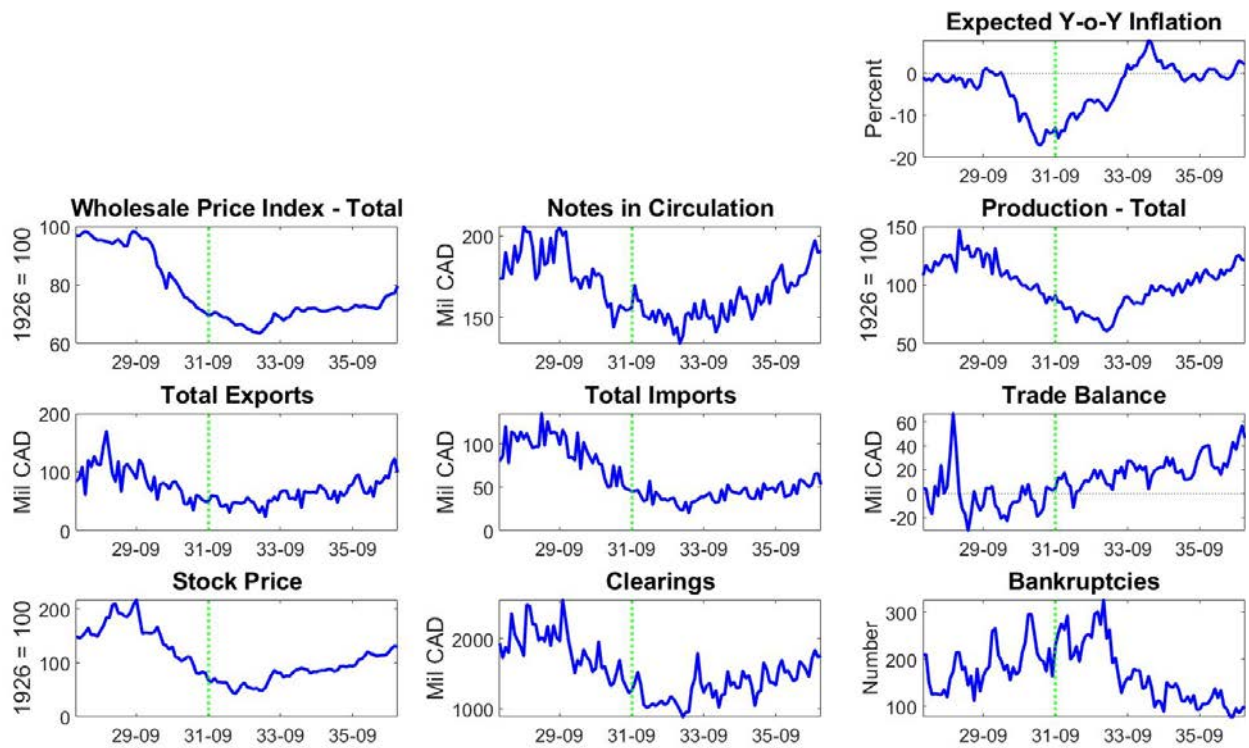 Expected Y-o-Y Inflation
Percent
0
-10
-20
29-09 31-09 33-09 35-09
Wholesale Price Index - Total
1926 = 100
100
80
60
29-09 31-09 33-09 35-09
Notes in Circulation
Mil CAD
200
150
29-09 31-09 33-09 35-09
Production - Total
1926 = 100
150
100
50
29-09 31-09 33-09 35-09
Total Exports
Mil CAD
200
100
0
29-09 31-09 33-09 35-09
Total Imports
Mil CAD
100
50
0
29-09 31-09 33-09 35-09
Trade Balance
Mil CAD
60
40
20
0
-20
29-09 31-09 33-09 35-09
Stock Price
1926 = 100
200
100
0
29-09 31-09 33-09 35-09
Clearings
Mil CAD
2000
1000
29-09 31-09 33-09 35-09
Bankruptcies
Number
300
200
100
29-09 31-09 33-09 35-09